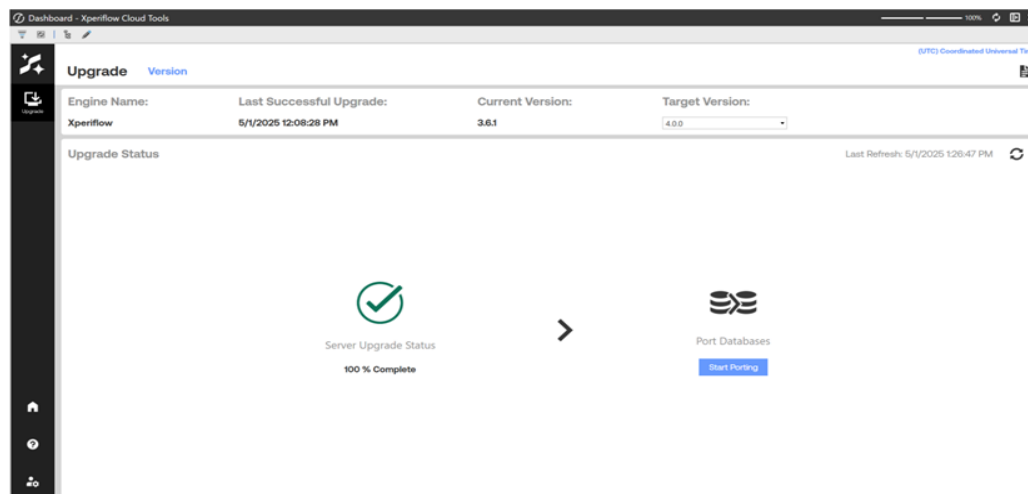 Dashboard - Xperiflow Cloud Tools
100%
(UTC) Coordinated Universal Ti
Upgrade Version
Upgrade
Engine Name: Last Successful Upgrade: Current Version: Target Version:
Xperiflow 5/1/2025 12:08:28 PM 3.6.1 4.0.0
Upgrade Status Last Refresh: 5/1/2025 1:26:47 PM
Server Upgrade Status Port Databases
100 % Complete Start Porting